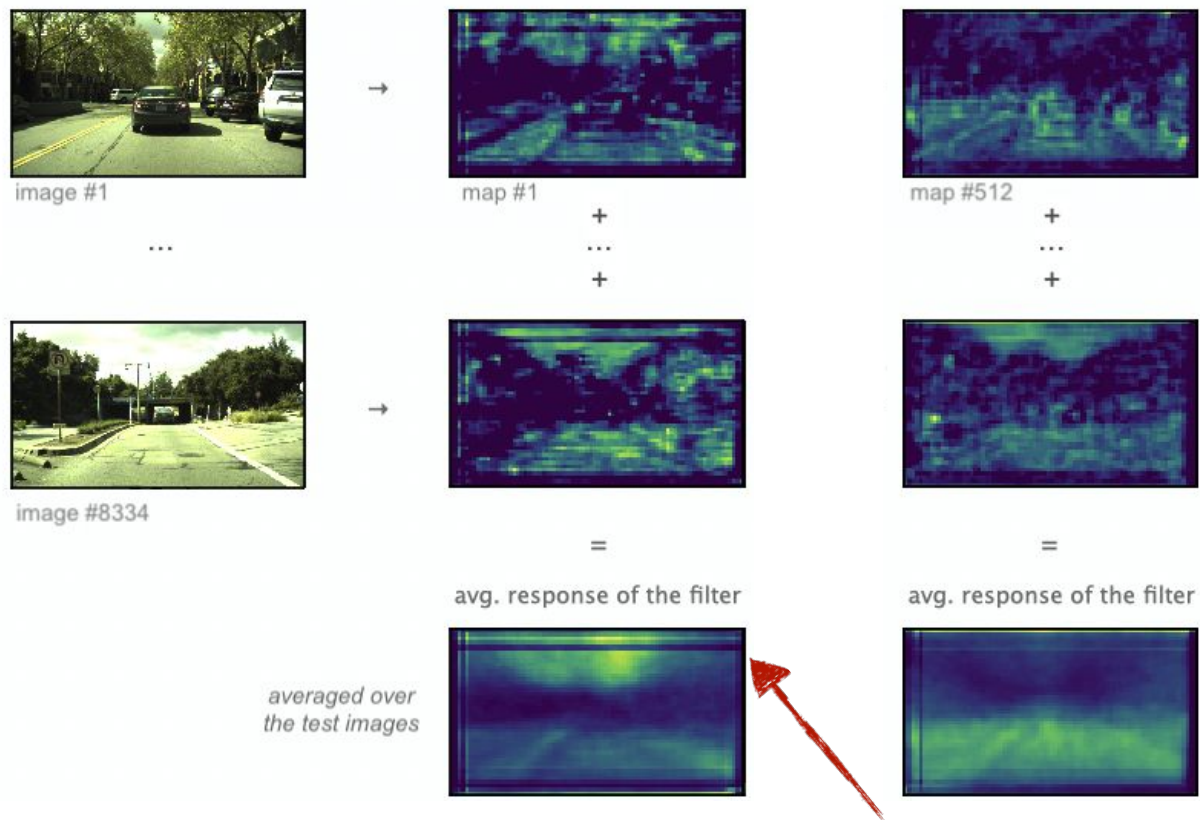 image #1
map #1
map #512
+
+
...
...
...
+
+
image #8334
=
=
avg. response of the filter
avg. response of the filter
averaged over
the test images